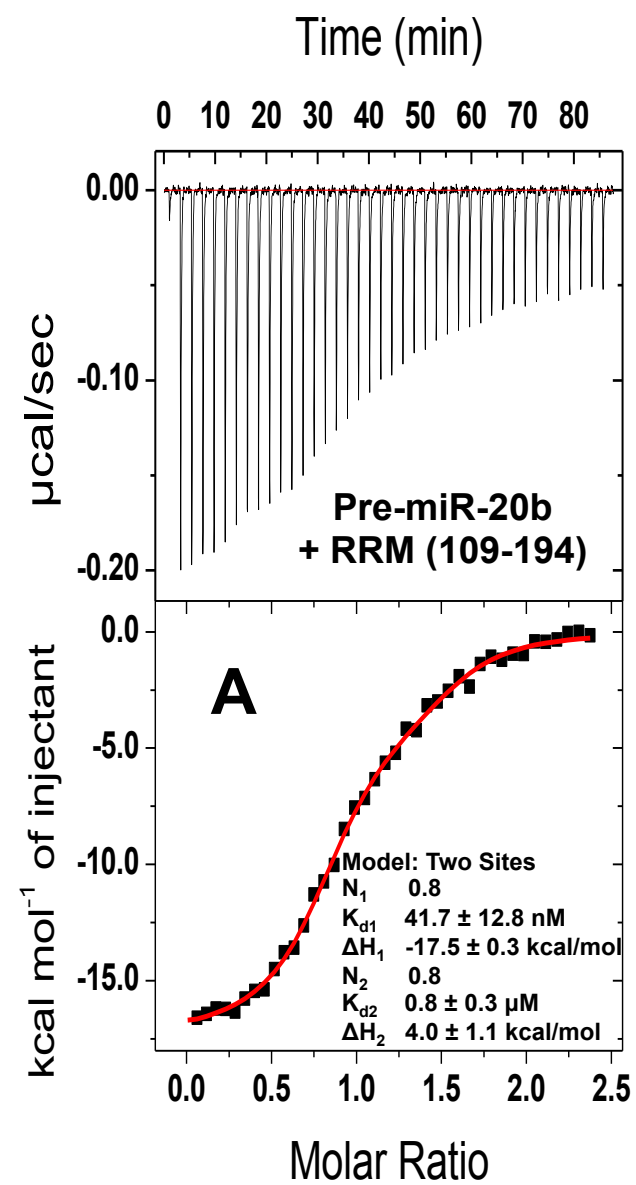 Time (min)
0 10 20 30 40 50 60 70 80
0.00
-0.10
-0.20
µcal/sec
Pre-miR-20b
+ RRM (109-194)
0.0
-5.0
-10.0
-15.0
kcal mol⁻¹ of injectant
A
Model: Two Sites
N₁ 0.8
K_d1 41.7 ± 12.8 nM
ΔH₁ -17.5 ± 0.3 kcal/mol
N₂ 0.8
K_d2 0.8 ± 0.3 µM
ΔH₂ 4.0 ± 1.1 kcal/mol
0.0 0.5 1.0 1.5 2.0 2.5
Molar Ratio